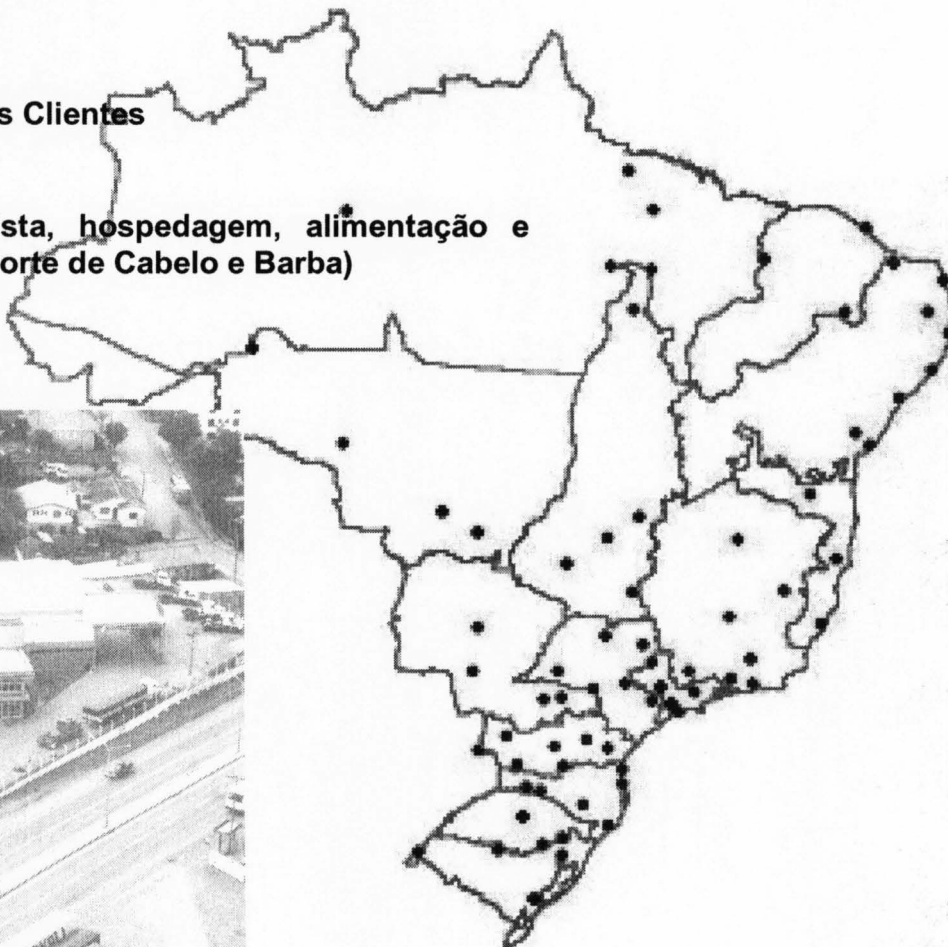 s Clientes
sta, hospedagem, alimentação e
orte de Cabelo e Barba)